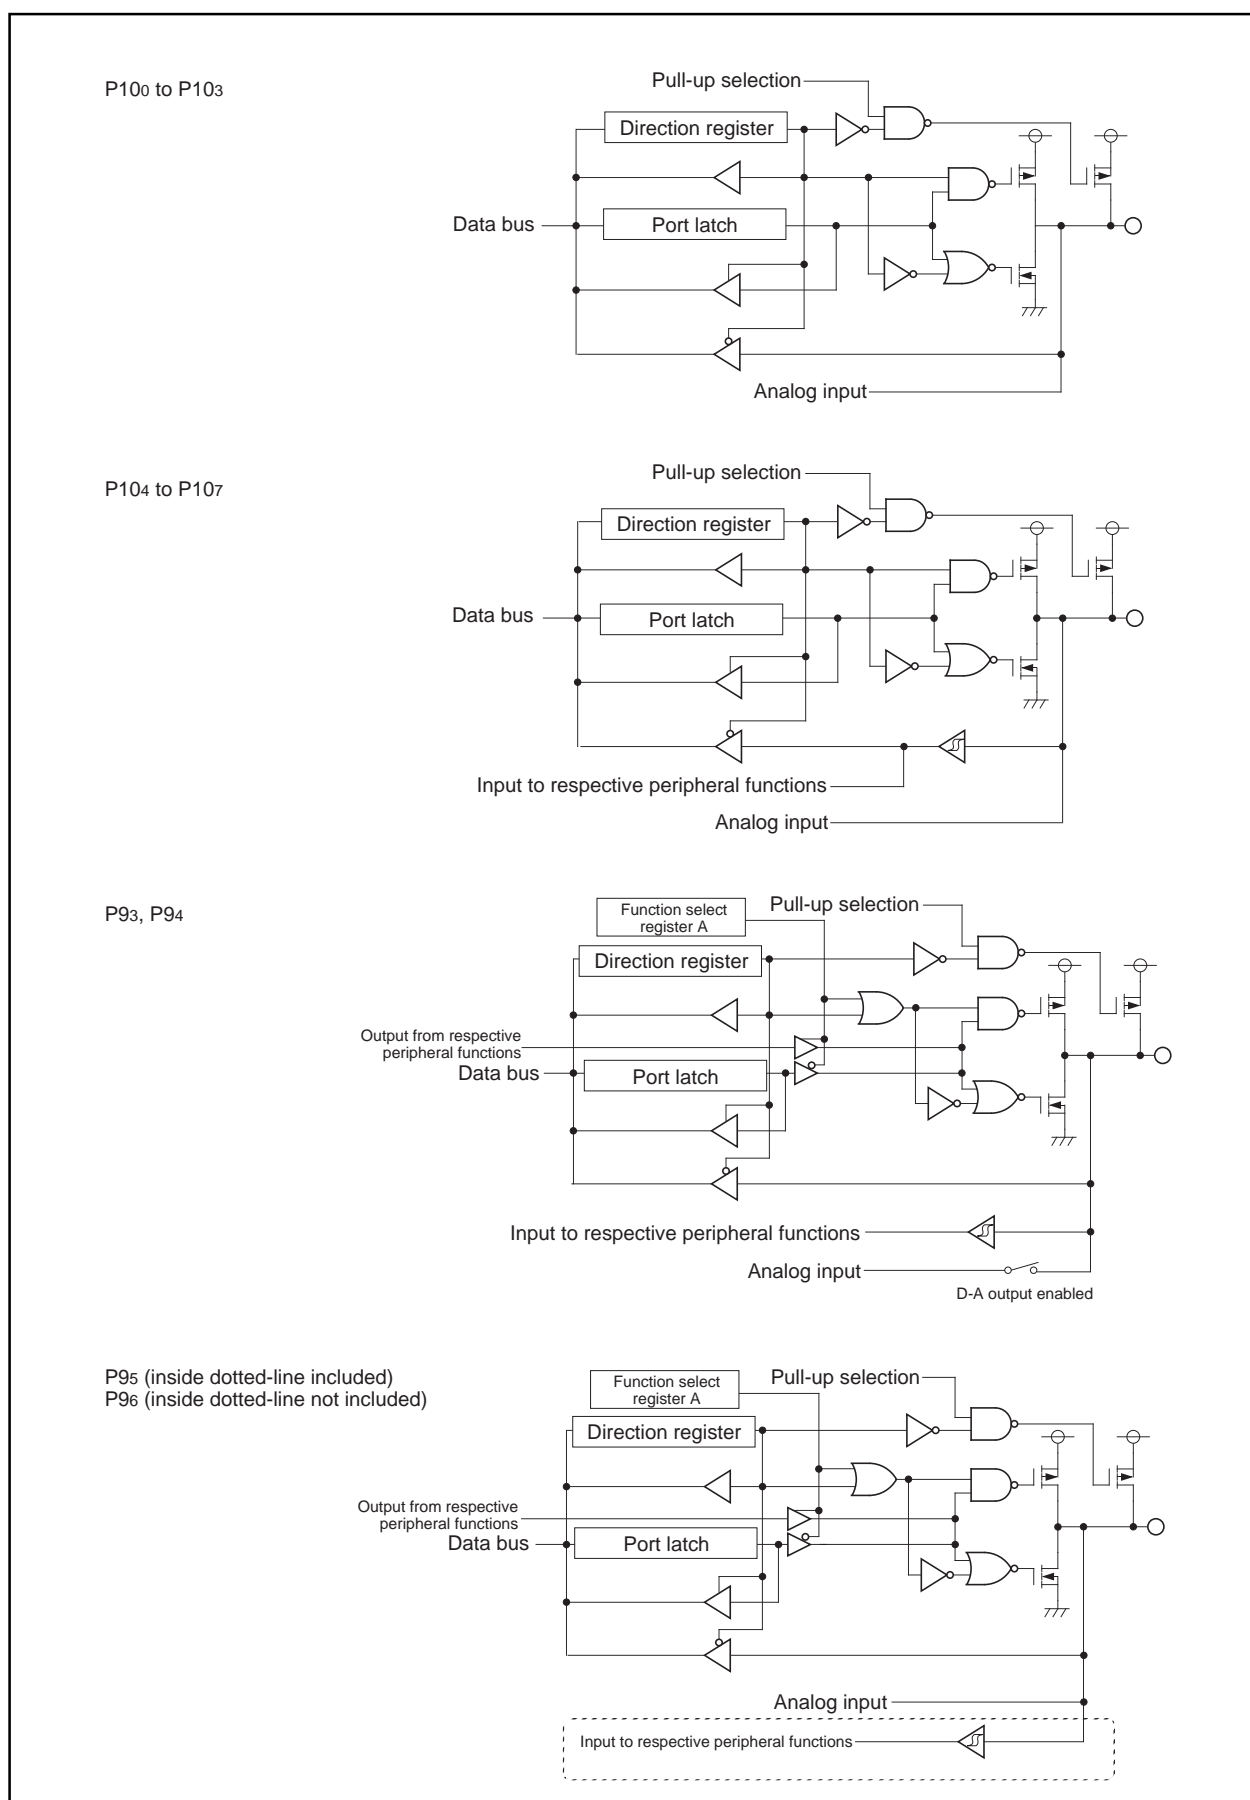 P100 to P103
Pull-up selection
Direction register
Data bus
Port latch
Analog input
P104 to P107
Pull-up selection
Direction register
Data bus
Port latch
Input to respective peripheral functions
Analog input
P93, P94
Function select
register A
Pull-up selection
Direction register
Output from respective
peripheral functions
Data bus
Port latch
Input to respective peripheral functions
Analog input
D-A output enabled
P95 (inside dotted-line included)
P96 (inside dotted-line not included)
Function select
register A
Pull-up selection
Direction register
Output from respective
peripheral functions
Data bus
Port latch
Analog input
Input to respective peripheral functions